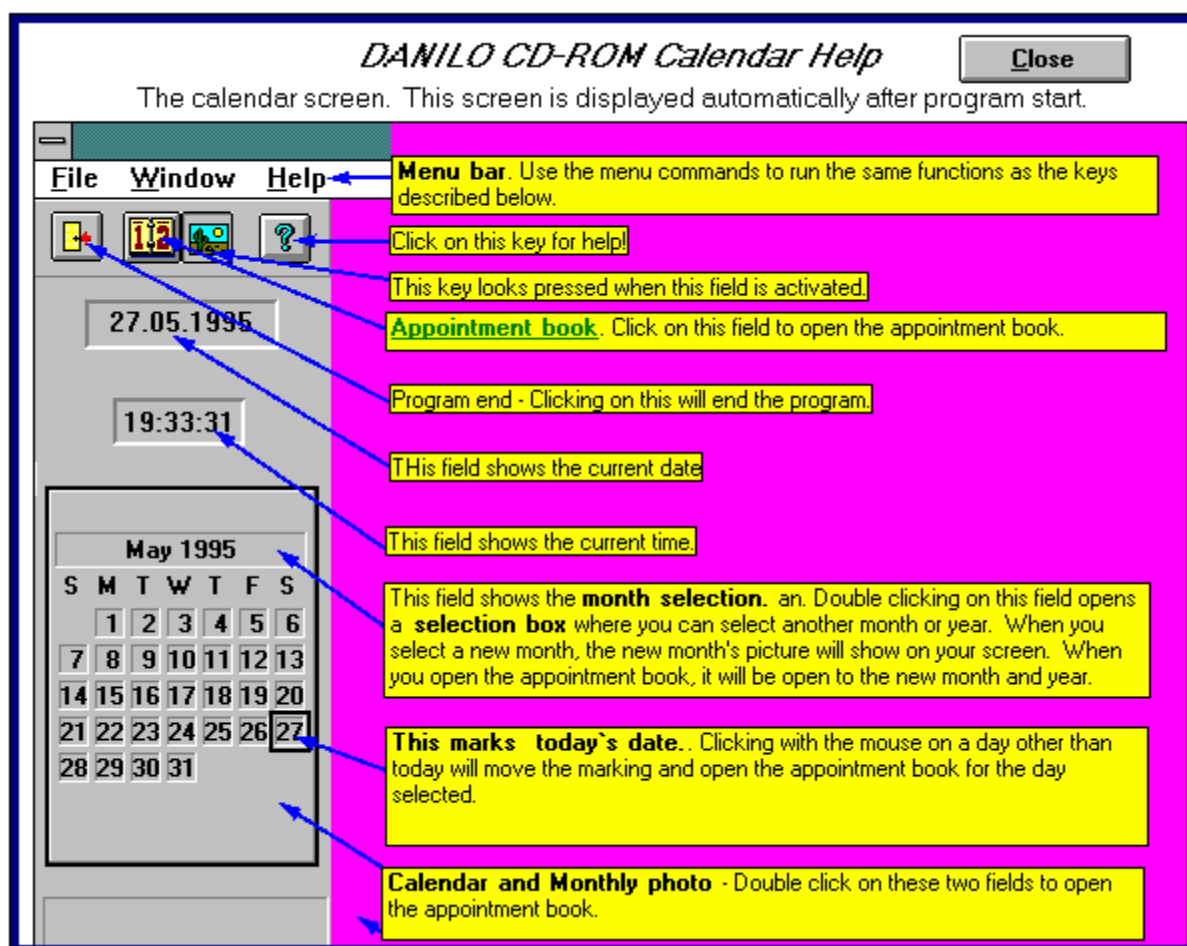 DANILO CD-ROM Calendar Help
Close
The calendar screen. This screen is displayed automatically after program start.
File Window Help
Menu bar. Use the menu commands to run the same functions as the keys
described below.
12
?
Click on this key for help!
This key looks pressed when this field is activated.
27.05.1995
Appointment book. Click on this field to open the appointment book.
Program end - Clicking on this will end the program.
19:33:31
THis field shows the current date
This field shows the current time.
May 1995
S M T W T F S
1 2 3 4 5 6
7 8 9 10 11 12 13
14 15 16 17 18 19 20
21 22 23 24 25 26 27
28 29 30 31
This field shows the month selection. an. Double clicking on this field opens
a selection box where you can select another month or year. When you
select a new month, the new month's picture will show on your screen. When
you open the appointment book, it will be open to the new month and year.
This marks today`s date.. Clicking with the mouse on a day other than
today will move the marking and open the appointment book for the day
selected.
Calendar and Monthly photo - Double click on these two fields to open
the appointment book.